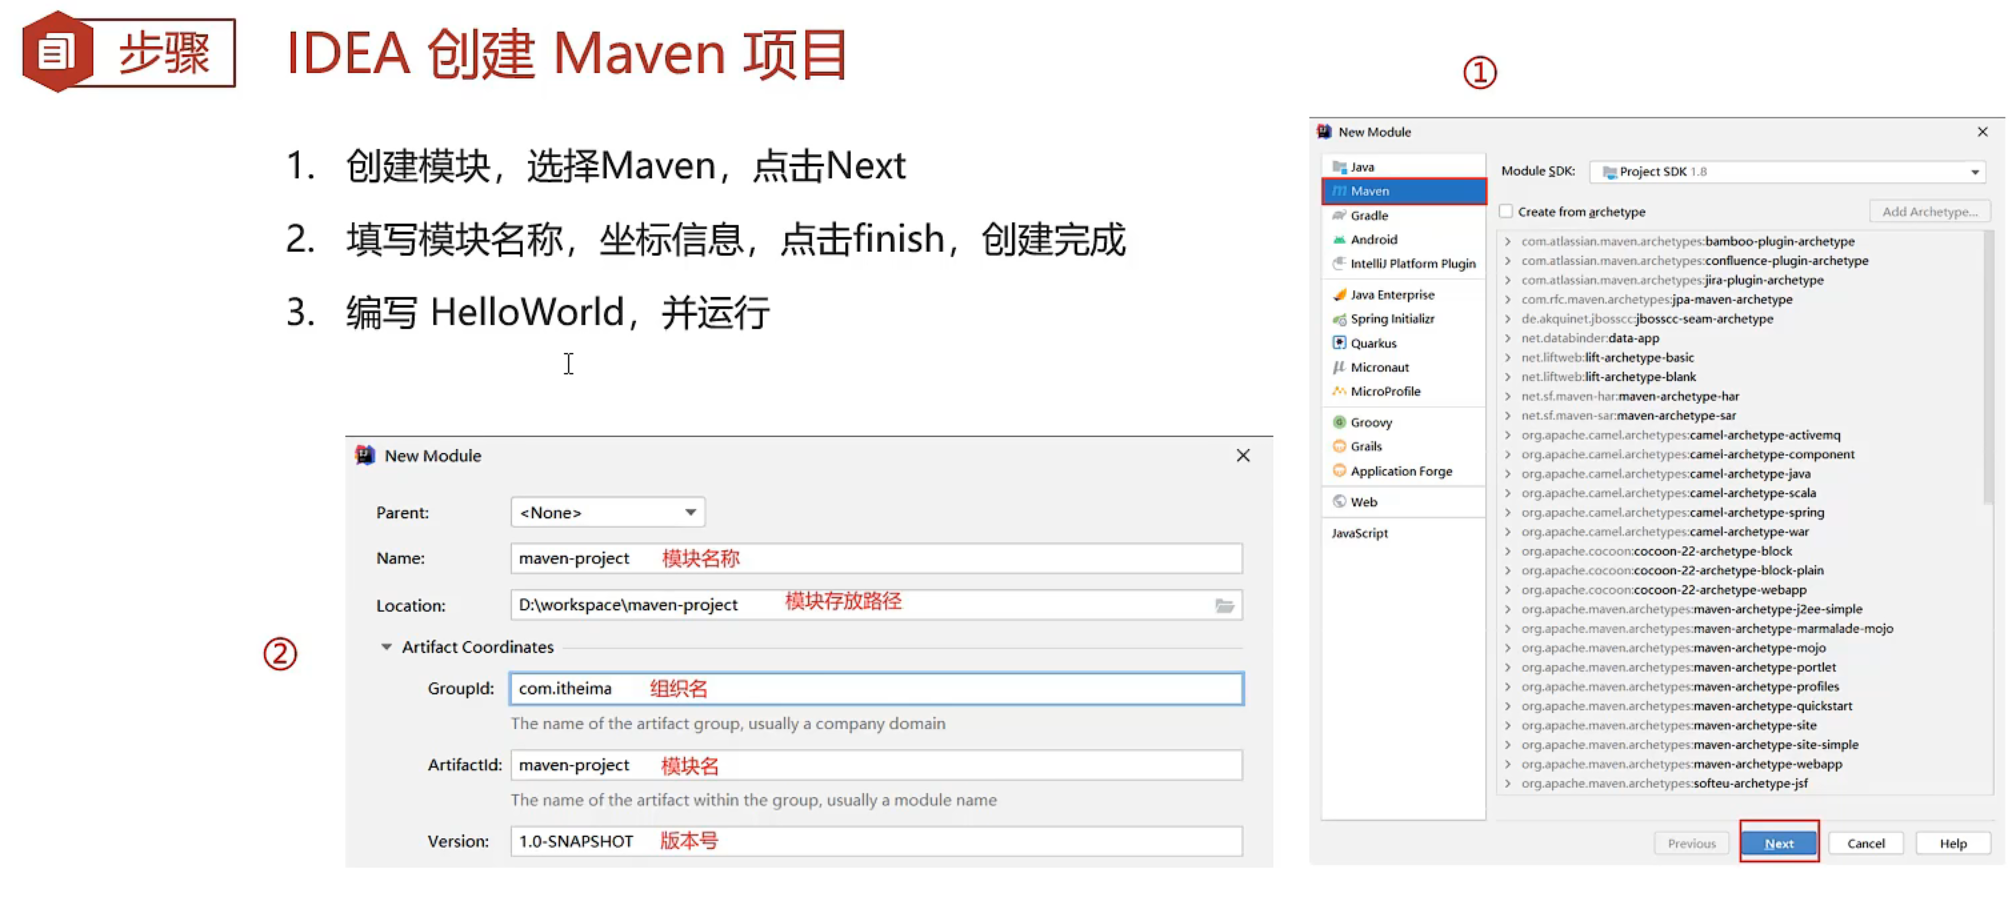 步骤
IDEA 创建 Maven 项目
1. 创建模块，选择Maven，点击Next
2. 填写模块名称，坐标信息，点击finish，创建完成
3. 编写 HelloWorld，并运行
①
New Module
Java
Maven
Gradle
Android
IntelliJ Platform Plugin
Java Enterprise
Spring Initializr
Quarkus
Micronaut
MicroProfile
Groovy
Grails
Application Forge
Web
JavaScript
Module SDK: Project SDK 1.8
Create from archetype Add Archetype...
com.atlassian.maven.archetypes:bamboo-plugin-archetype
com.atlassian.maven.archetypes:confluence-plugin-archetype
com.atlassian.maven.archetypes:jira-plugin-archetype
com.rfc.maven.archetypes:jpa-maven-archetype
de.akquinet.jbosscc:jbosscc-seam-archetype
net.databinder:data-app
net.liftweb:lift-archetype-basic
net.liftweb:lift-archetype-blank
net.sf.maven-har:maven-archetype-har
net.sf.maven-sar:maven-archetype-sar
org.apache.camel.archetypes:camel-archetype-activemq
org.apache.camel.archetypes:camel-archetype-component
org.apache.camel.archetypes:camel-archetype-java
org.apache.camel.archetypes:camel-archetype-scala
org.apache.camel.archetypes:camel-archetype-spring
org.apache.camel.archetypes:camel-archetype-war
org.apache.cocoon:cocoon-22-archetype-block
org.apache.cocoon:cocoon-22-archetype-block-plain
org.apache.cocoon:cocoon-22-archetype-webapp
org.apache.maven.archetypes:maven-archetype-j2ee-simple
org.apache.maven.archetypes:maven-archetype-marmalade-mojo
org.apache.maven.archetypes:maven-archetype-mojo
org.apache.maven.archetypes:maven-archetype-portlet
org.apache.maven.archetypes:maven-archetype-profiles
org.apache.maven.archetypes:maven-archetype-quickstart
org.apache.maven.archetypes:maven-archetype-site
org.apache.maven.archetypes:maven-archetype-site-simple
org.apache.maven.archetypes:maven-archetype-webapp
org.apache.maven.archetypes:softeu-archetype-jsf
Previous Next Cancel Help
②
New Module
Parent: <None>
Name: maven-project 模块名称
Location: D:\workspace\maven-project 模块存放路径
Artifact Coordinates
GroupId: com.itheima 组织名
The name of the artifact group, usually a company domain
ArtifactId: maven-project 模块名
The name of the artifact within the group, usually a module name
Version: 1.0-SNAPSHOT 版本号